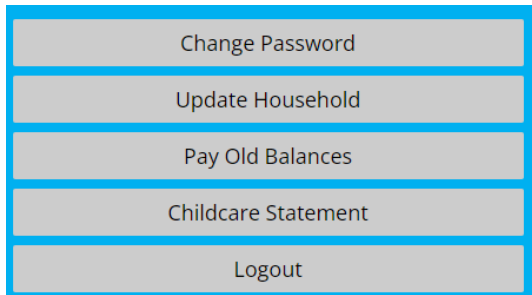 Change Password
Update Household
Pay Old Balances
Childcare Statement
Logout